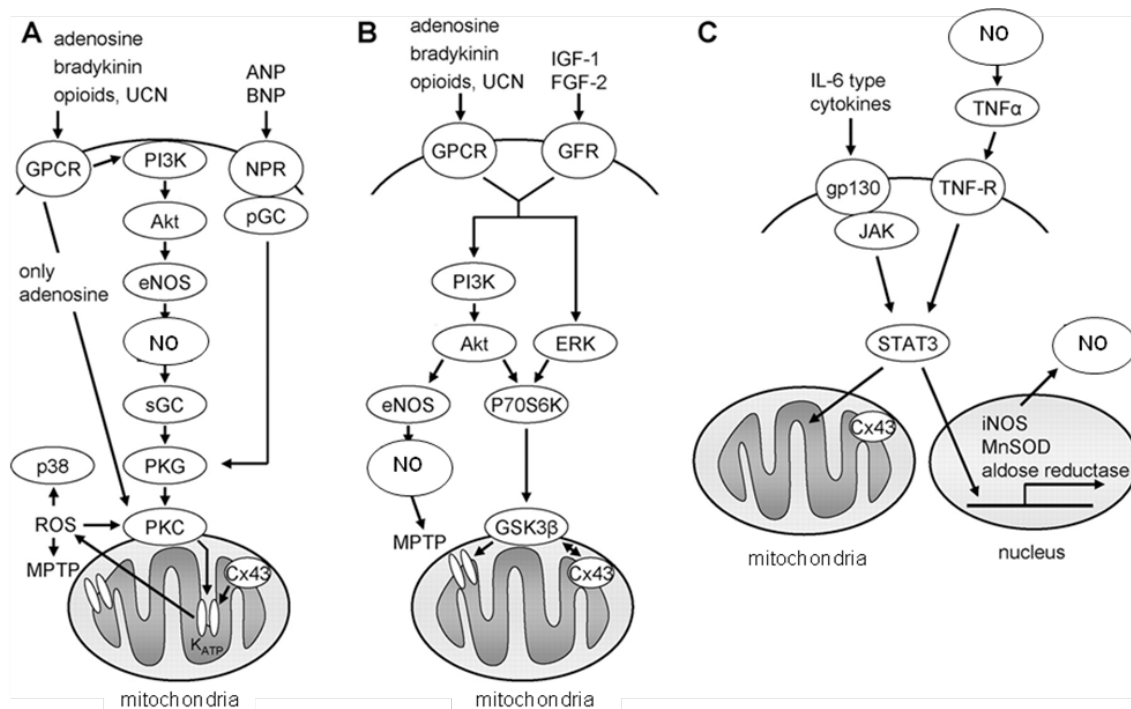 A
adenosine
bradykinin
opioids, UCN
ANP
BNP
GPCR
PI3K
NPR
pGC
Akt
only
adenosine
eNOS
NO
sGC
p38
PKG
ROS
PKC
MPTP
Cx43
KATP
mitochondria
B
adenosine
bradykinin
opioids, UCN
IGF-1
FGF-2
GPCR
GFR
PI3K
Akt
ERK
eNOS
P70S6K
NO
MPTP
GSK3β
Cx43
mitochondria
C
NO
IL-6 type
cytokines
TNFα
gp130
TNF-R
JAK
STAT3
NO
Cx43
iNOS
MnSOD
aldose reductase
mitochondria
nucleus